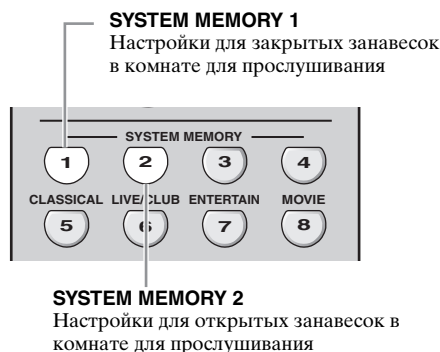 SYSTEM MEMORY 1
Настройки для закрытых занавесок
в комнате для прослушивания
SYSTEM MEMORY
1 2 3 4
CLASSICAL LIVE/CLUB ENTERTAIN MOVIE
5 6 7 8
SYSTEM MEMORY 2
Настройки для открытых занавесок в
комнате для прослушивания